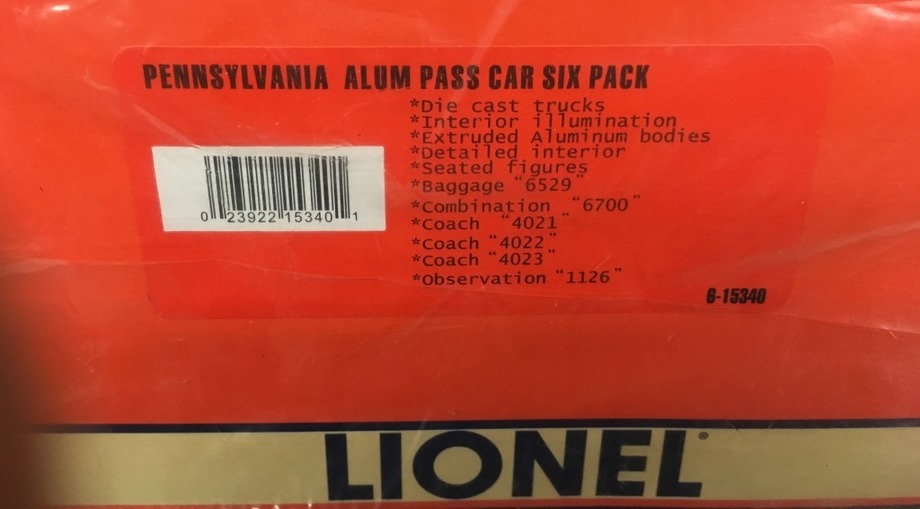 PENNSYLVANIA ALUM PASS CAR SIX PACK
*Die cast trucks
*Interior illumination
*Extruded Aluminum bodies
*Detailed interior
*Seated figures
*Baggage "6529"
*Combination "6700"
*Coach "4021"
*Coach "4022"
*Coach "4023"
*Observation "1126"
0 23922 15340 1
6-15340
LIONEL®